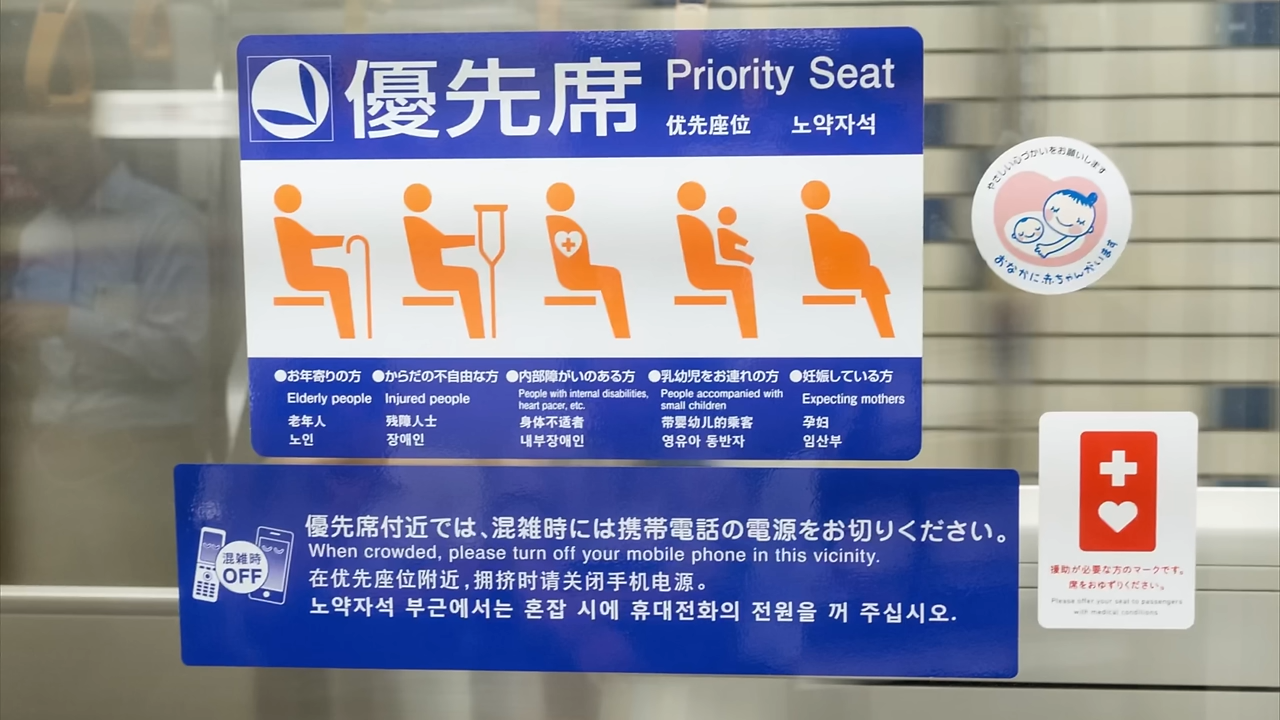 優先席 Priority Seat
优先座位 노약자석
●お年寄りの方
Elderly people
老年人
노인
●からだの不自由な方
Injured people
残障人士
장애인
●内部障がいのある方
People with internal disabilities,
heart pacer, etc.
身体不适者
내부장애인
●乳幼児をお連れの方
People accompanied with
small children
带婴幼儿的乘客
영유아 동반자
●妊娠している方
Expecting mothers
孕妇
임산부
やさしい心づかいをお願いします
おなかに赤ちゃんがいます
混雑時
OFF
優先席付近では、混雑時には携帯電話の電源をお切りください。
When crowded, please turn off your mobile phone in this vicinity.
在优先座位附近,拥挤时请关闭手机电源。
노약자석 부근에서는 혼잡 시에 휴대전화의 전원을 꺼 주십시오.
援助が必要な方のマークです。
席をおゆずりください。
Please offer your seat to passengers
with medical conditions